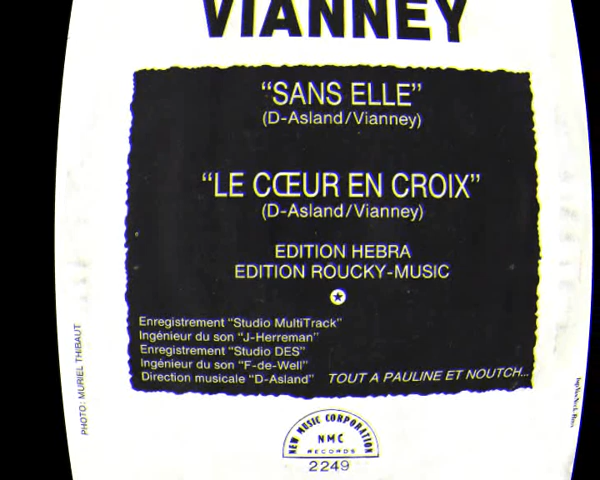 VIANNEY
“SANS ELLE”
(D-Asland/Vianney)
“LE CŒUR EN CROIX”
(D-Asland/Vianney)
EDITION HEBRA
EDITION ROUCKY-MUSIC
Enregistrement “Studio MultiTrack”
Ingénieur du son “J-Herreman”
Enregistrement “Studio DES”
Ingénieur du son “F-de-Well”
Direction musicale “D-Asland”
TOUT A PAULINE ET NOUTCH...
PHOTO: MURIEL THIBAUT
NEW MUSIC CORPORATION
NMC
RECORDS
2249